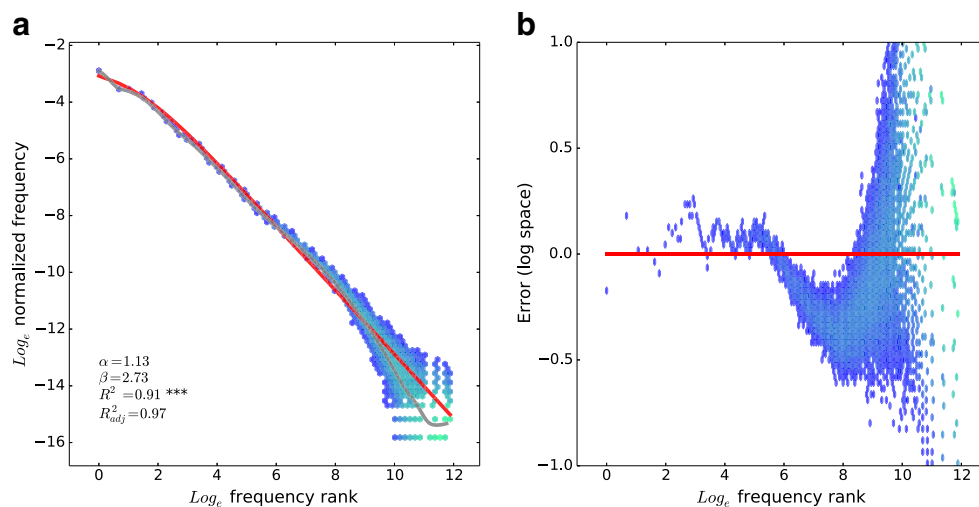 a
−2
−4
−6
−8
−10
−12
−14
−16
Log_e normalized frequency
α=1.13
β=2.73
R² =0.91 ***
R²_adj=0.97
0 2 4 6 8 10 12
Log_e frequency rank
b
1.0
0.5
0.0
−0.5
−1.0
Error (log space)
0 2 4 6 8 10 12
Log_e frequency rank